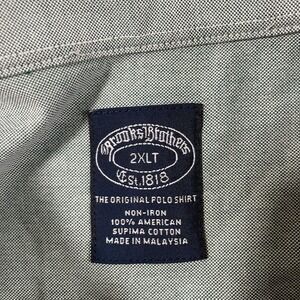 Brooks Brothers
2XLT
Est. 1818
THE ORIGINAL POLO SHIRT
NON-IRON
100% AMERICAN
SUPIMA COTTON
MADE IN MALAYSIA